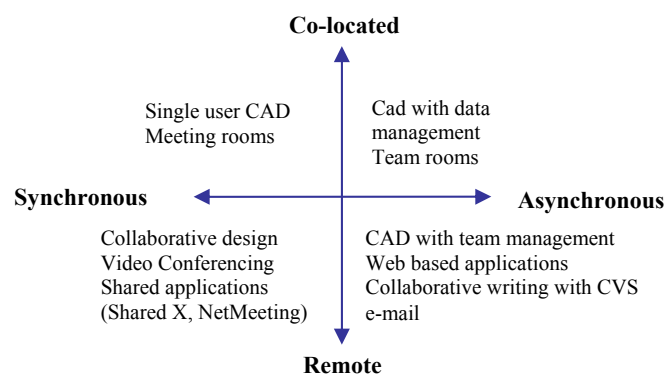 Co-located
Single user CAD
Meeting rooms
Cad with data
management
Team rooms
Synchronous
Asynchronous
Collaborative design
Video Conferencing
Shared applications
(Shared X, NetMeeting)
CAD with team management
Web based applications
Collaborative writing with CVS
e-mail
Remote